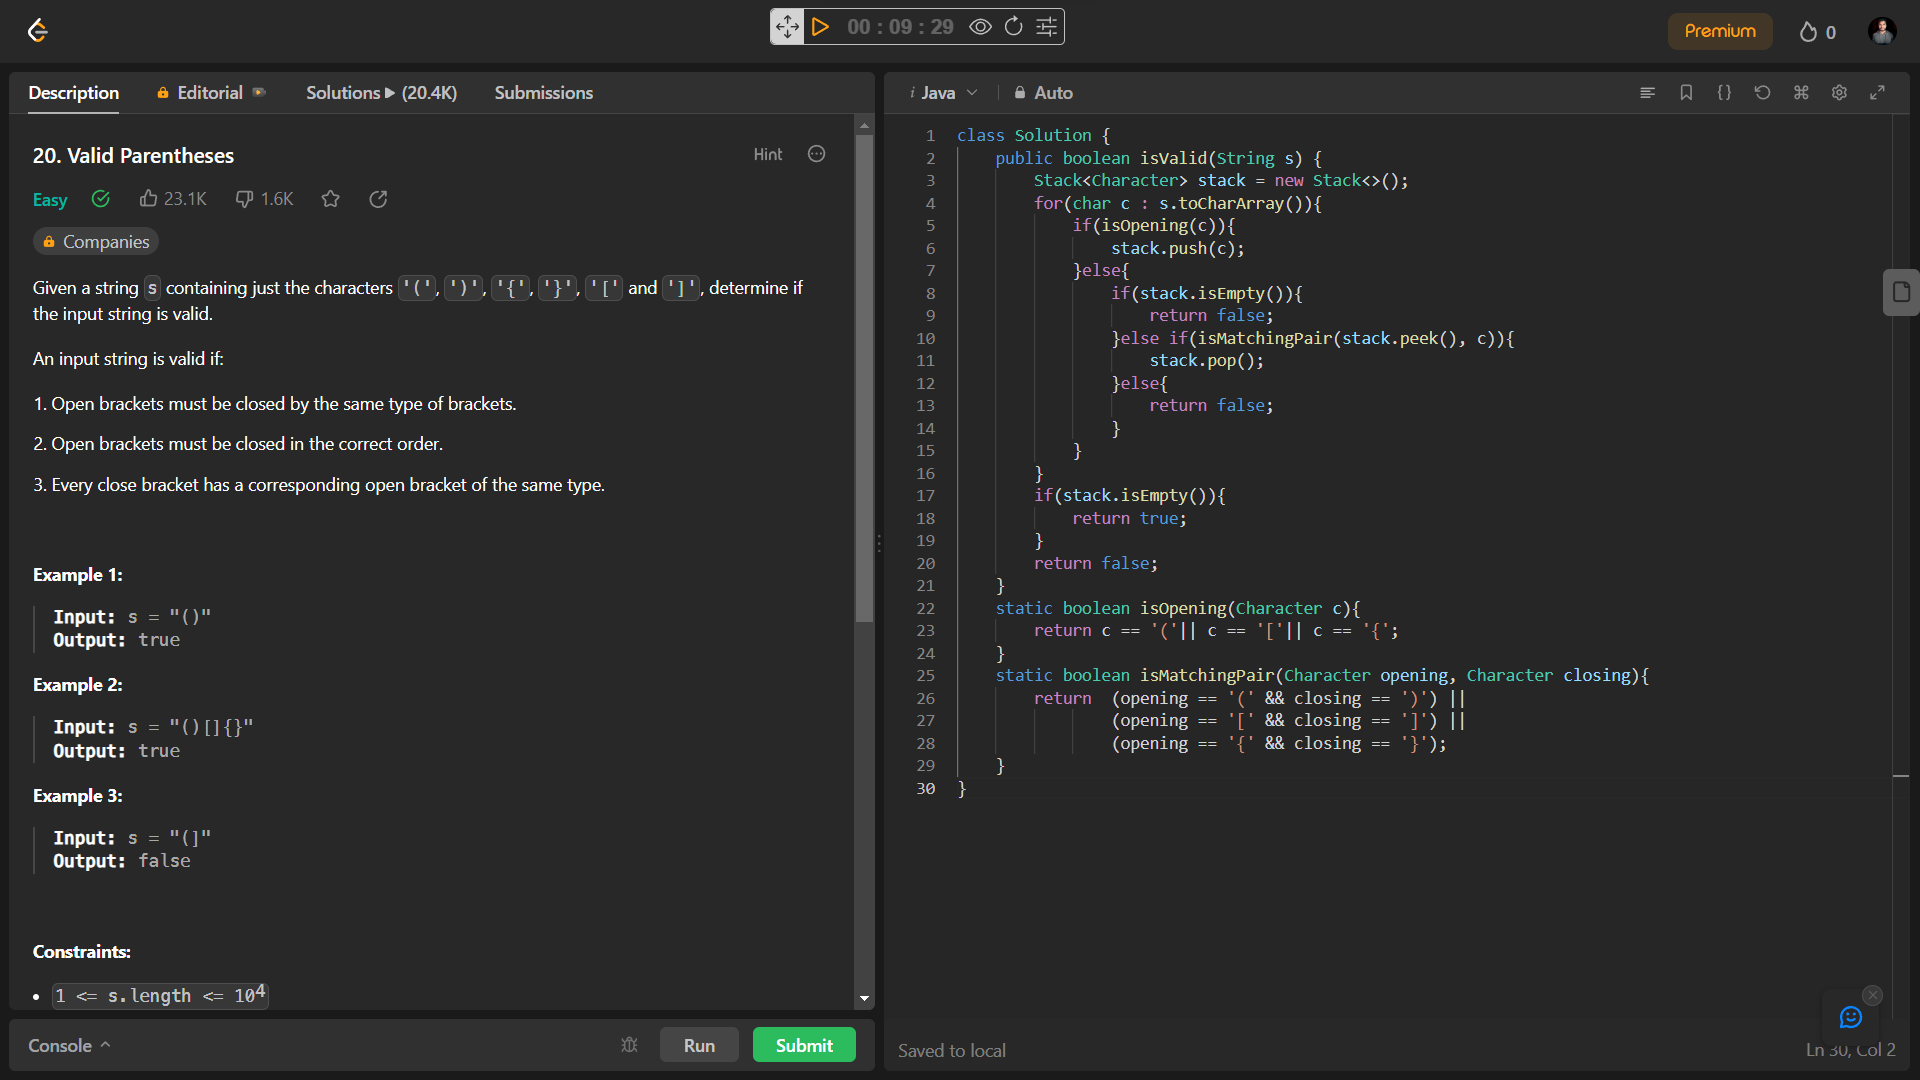 00 : 09 : 29
Premium
0
Description
Editorial
Solutions (20.4K)
Submissions
20. Valid Parentheses
Hint
Easy
23.1K
1.6K
Companies
Given a string s containing just the characters '(', ')', '{', '}', '[' and ']', determine if
the input string is valid.
An input string is valid if:
1. Open brackets must be closed by the same type of brackets.
2. Open brackets must be closed in the correct order.
3. Every close bracket has a corresponding open bracket of the same type.
Example 1:
Input: s = "()"
Output: true
Example 2:
Input: s = "()[]{}"
Output: true
Example 3:
Input: s = "(]"
Output: false
Constraints:
• 1 <= s.length <= 10⁴
Console
Run
Submit
i Java
Auto
{}
1 class Solution {
2     public boolean isValid(String s) {
3         Stack<Character> stack = new Stack<>();
4         for(char c : s.toCharArray()){
5             if(isOpening(c)){
6                 stack.push(c);
7             }else{
8                 if(stack.isEmpty()){
9                     return false;
10                 }else if(isMatchingPair(stack.peek(), c)){
11                     stack.pop();
12                 }else{
13                     return false;
14                 }
15             }
16         }
17         if(stack.isEmpty()){
18             return true;
19         }
20         return false;
21     }
22     static boolean isOpening(Character c){
23         return c == '('|| c == '['|| c == '{';
24     }
25     static boolean isMatchingPair(Character opening, Character closing){
26         return  (opening == '(' && closing == ')') ||
27                 (opening == '[' && closing == ']') ||
28                 (opening == '{' && closing == '}');
29     }
30 }
Saved to local
Ln 30, Col 2